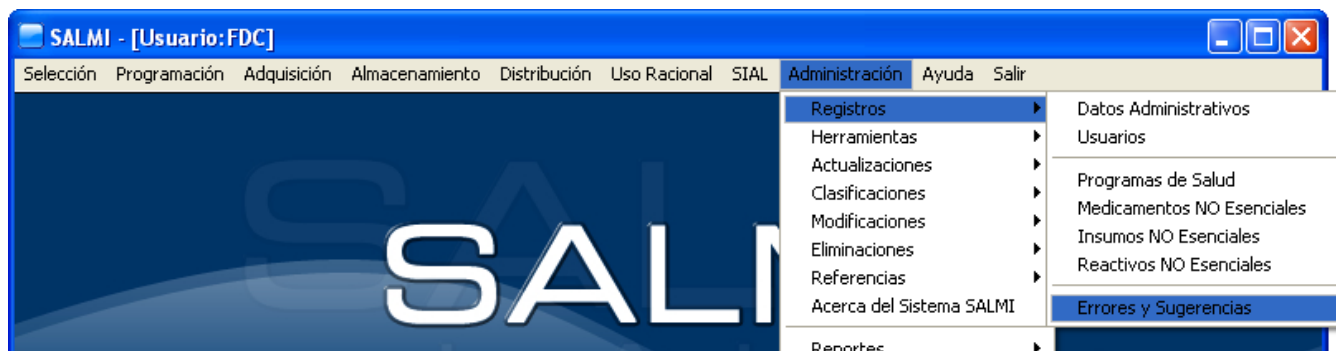 SALMI - [Usuario:FDC]
Selección Programación Adquisición Almacenamiento Distribución Uso Racional SIAL Administración Ayuda Salir
Registros
Herramientas
Actualizaciones
Clasificaciones
Modificaciones
Eliminaciones
Referencias
Acerca del Sistema SALMI
Reportes
Datos Administrativos
Usuarios
Programas de Salud
Medicamentos NO Esenciales
Insumos NO Esenciales
Reactivos NO Esenciales
Errores y Sugerencias
SALM